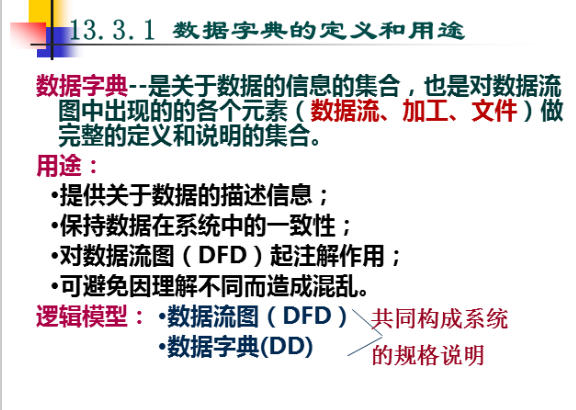 13.3.1 数据字典的定义和用途
数据字典--是关于数据的信息的集合，也是对数据流
图中出现的的各个元素（数据流、加工、文件）做
完整的定义和说明的集合。
用途：
•提供关于数据的描述信息；
•保持数据在系统中的一致性；
•对数据流图（DFD）起注解作用；
•可避免因理解不同而造成混乱。
逻辑模型：•数据流图（DFD）
共同构成系统
•数据字典(DD)
的规格说明